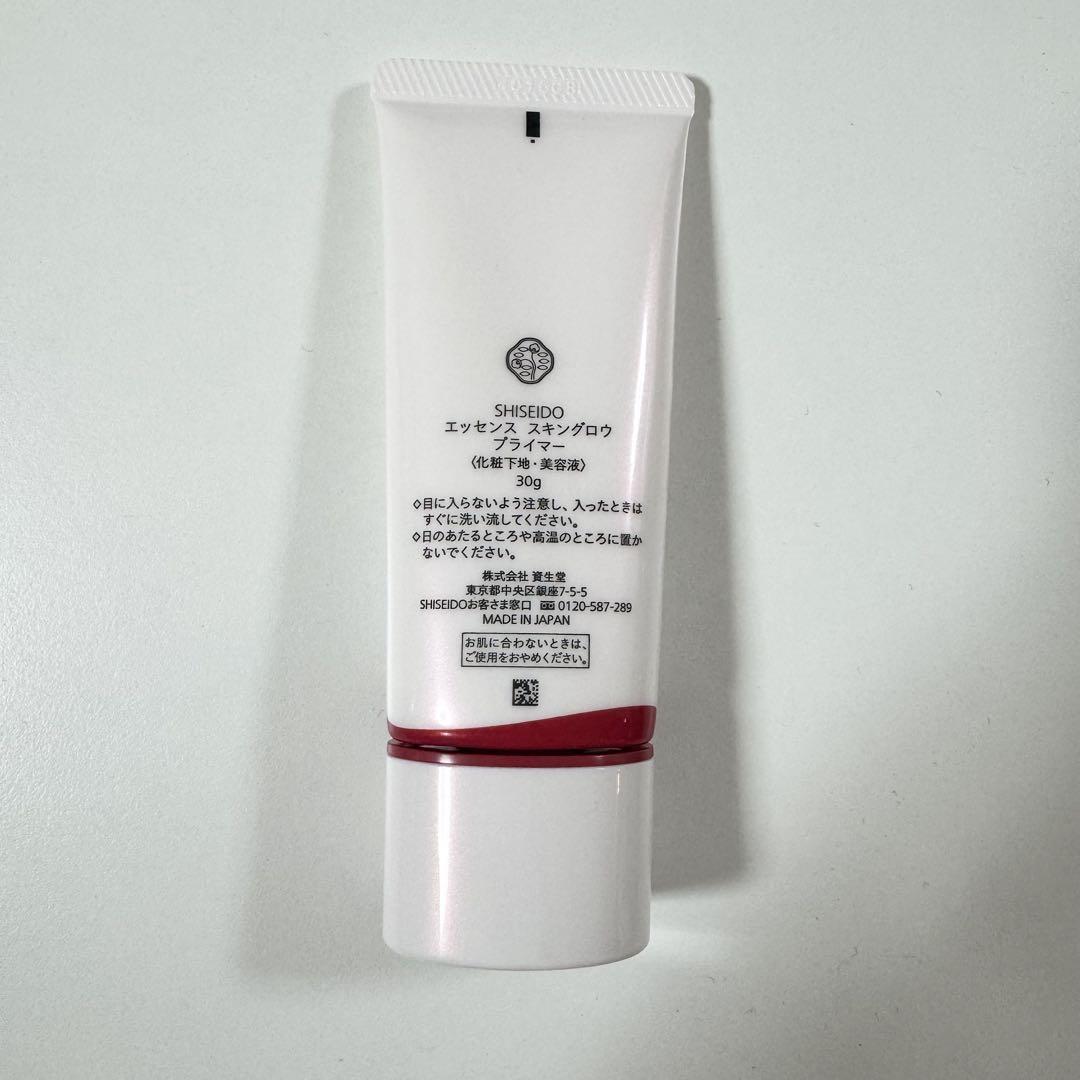 SHISEIDO
エッセンス スキングロウ
プライマー
〈化粧下地・美容液〉
30g
◇目に入らないよう注意し、入ったときは
すぐに洗い流してください。
◇日のあたるところや高温のところに置か
ないでください。
株式会社 資生堂
東京都中央区銀座7-5-5
SHISEIDOお客さま窓口 0120-587-289
MADE IN JAPAN
お肌に合わないときは、
ご使用をおやめください。